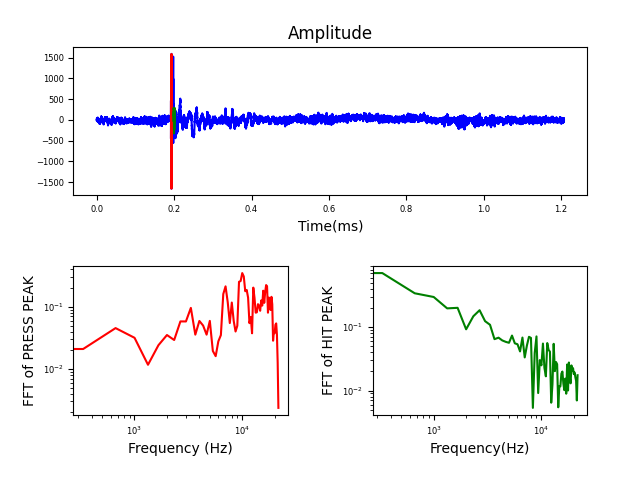 Amplitude
1500
1000
500
0
−500
−1000
−1500
0.0 0.2 0.4 0.6 0.8 1.0 1.2
Time(ms)
FFT of PRESS PEAK
10⁻¹
10⁻²
10³ 10⁴
Frequency (Hz)
FFT of HIT PEAK
10⁻¹
10⁻²
10³ 10⁴
Frequency(Hz)